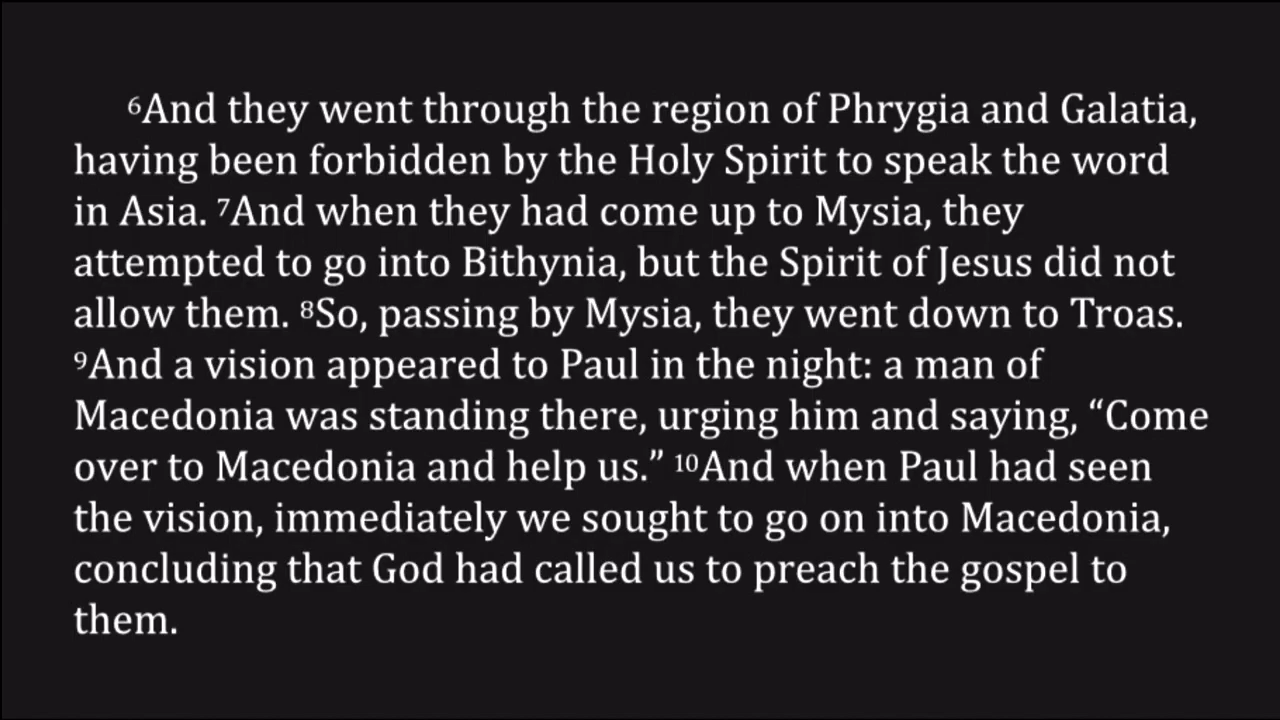 ⁶And they went through the region of Phrygia and Galatia,
having been forbidden by the Holy Spirit to speak the word
in Asia. ⁷And when they had come up to Mysia, they
attempted to go into Bithynia, but the Spirit of Jesus did not
allow them. ⁸So, passing by Mysia, they went down to Troas.
⁹And a vision appeared to Paul in the night: a man of
Macedonia was standing there, urging him and saying, “Come
over to Macedonia and help us.” ¹⁰And when Paul had seen
the vision, immediately we sought to go on into Macedonia,
concluding that God had called us to preach the gospel to
them.